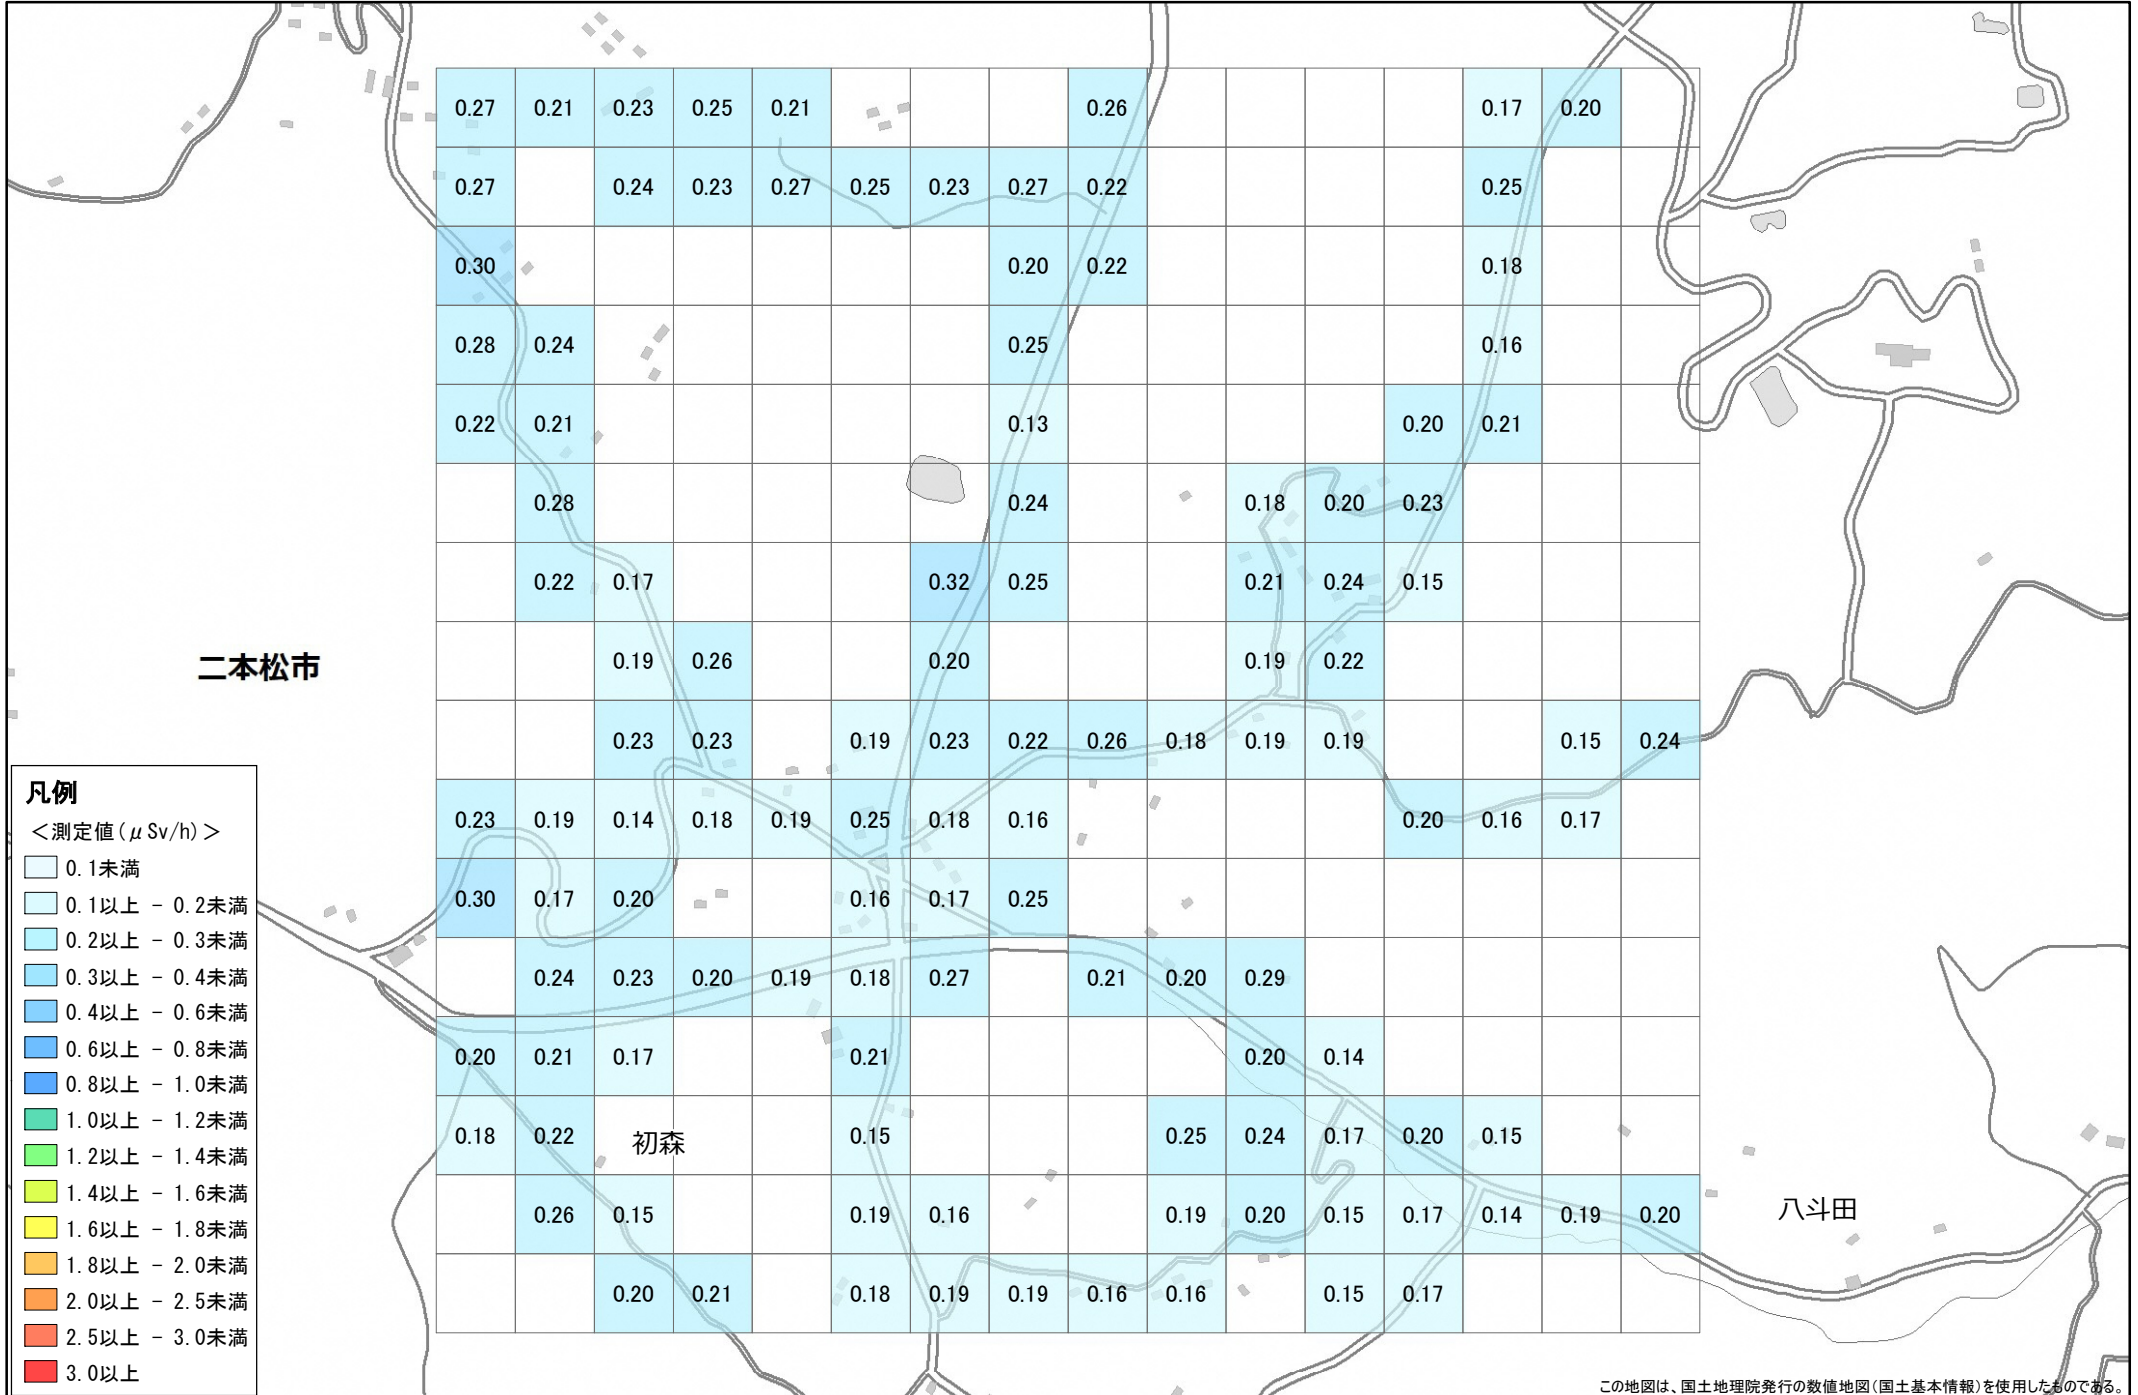 0.27 0.21 0.23 0.25 0.21 0.26 0.17 0.20
0.27 0.24 0.23 0.27 0.25 0.23 0.27 0.22 0.25
0.30 0.20 0.22 0.18
0.28 0.24 0.25 0.16
0.22 0.21 0.13 0.20 0.21
0.28 0.24 0.18 0.20 0.23
0.22 0.17 0.32 0.25 0.21 0.24 0.15
二本松市
0.19 0.26 0.20 0.19 0.22
0.23 0.23 0.19 0.23 0.22 0.26 0.18 0.19 0.19 0.15 0.24
0.23 0.19 0.14 0.18 0.19 0.25 0.18 0.16 0.20 0.16 0.17
0.30 0.17 0.20 0.16 0.17 0.25
0.24 0.23 0.20 0.19 0.18 0.27 0.21 0.20 0.29
0.20 0.21 0.17 0.21 0.20 0.14
0.18 0.22 初森 0.15 0.25 0.24 0.17 0.20 0.15
0.26 0.15 0.19 0.16 0.19 0.20 0.15 0.17 0.14 0.19 0.20
八斗田
0.20 0.21 0.18 0.19 0.19 0.16 0.16 0.15 0.17
凡例
＜測定値(μSv/h)＞
0.1未満
0.1以上 － 0.2未満
0.2以上 － 0.3未満
0.3以上 － 0.4未満
0.4以上 － 0.6未満
0.6以上 － 0.8未満
0.8以上 － 1.0未満
1.0以上 － 1.2未満
1.2以上 － 1.4未満
1.4以上 － 1.6未満
1.6以上 － 1.8未満
1.8以上 － 2.0未満
2.0以上 － 2.5未満
2.5以上 － 3.0未満
3.0以上
この地図は、国土地理院発行の数値地図(国土基本情報)を使用したものである。